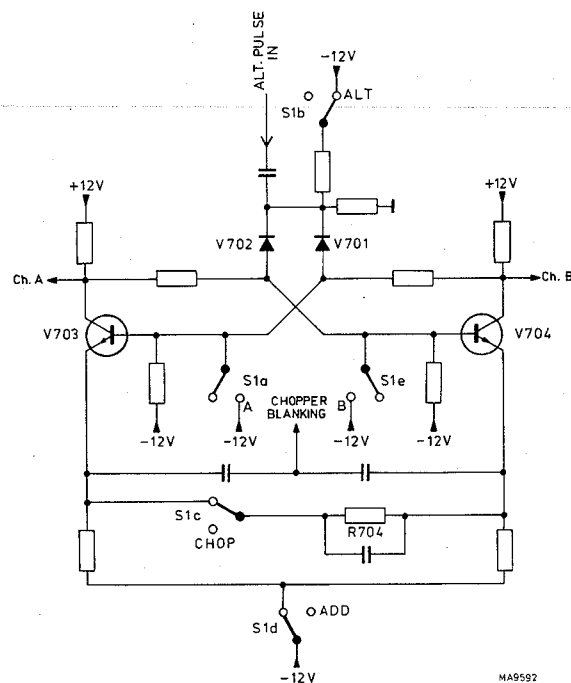 ALT. PULSE
IN
-12V
ALT
S1b
+12V
+12V
V702
V701
Ch. A
Ch. B
V703
V704
S1a
S1e
A
CHOPPER
BLANKING
B
-12V
-12V
-12V
-12V
S1c
R704
CHOP
S1d
ADD
-12V
MA9592